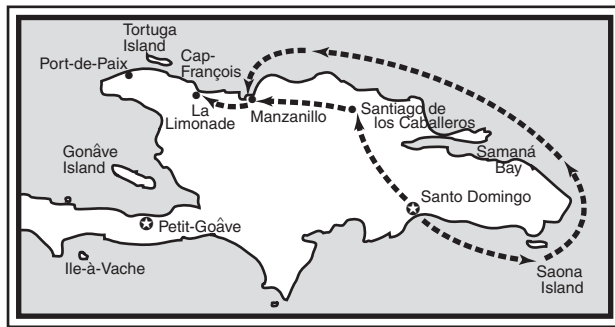 Tortuga
Island
Port-de-Paix
Cap-
François
La
Limonade
Manzanillo
Santiago de
los Caballeros
Samaná
Bay
Gonâve
Island
Santo Domingo
Petit-Goâve
Ile-à-Vache
Saona
Island